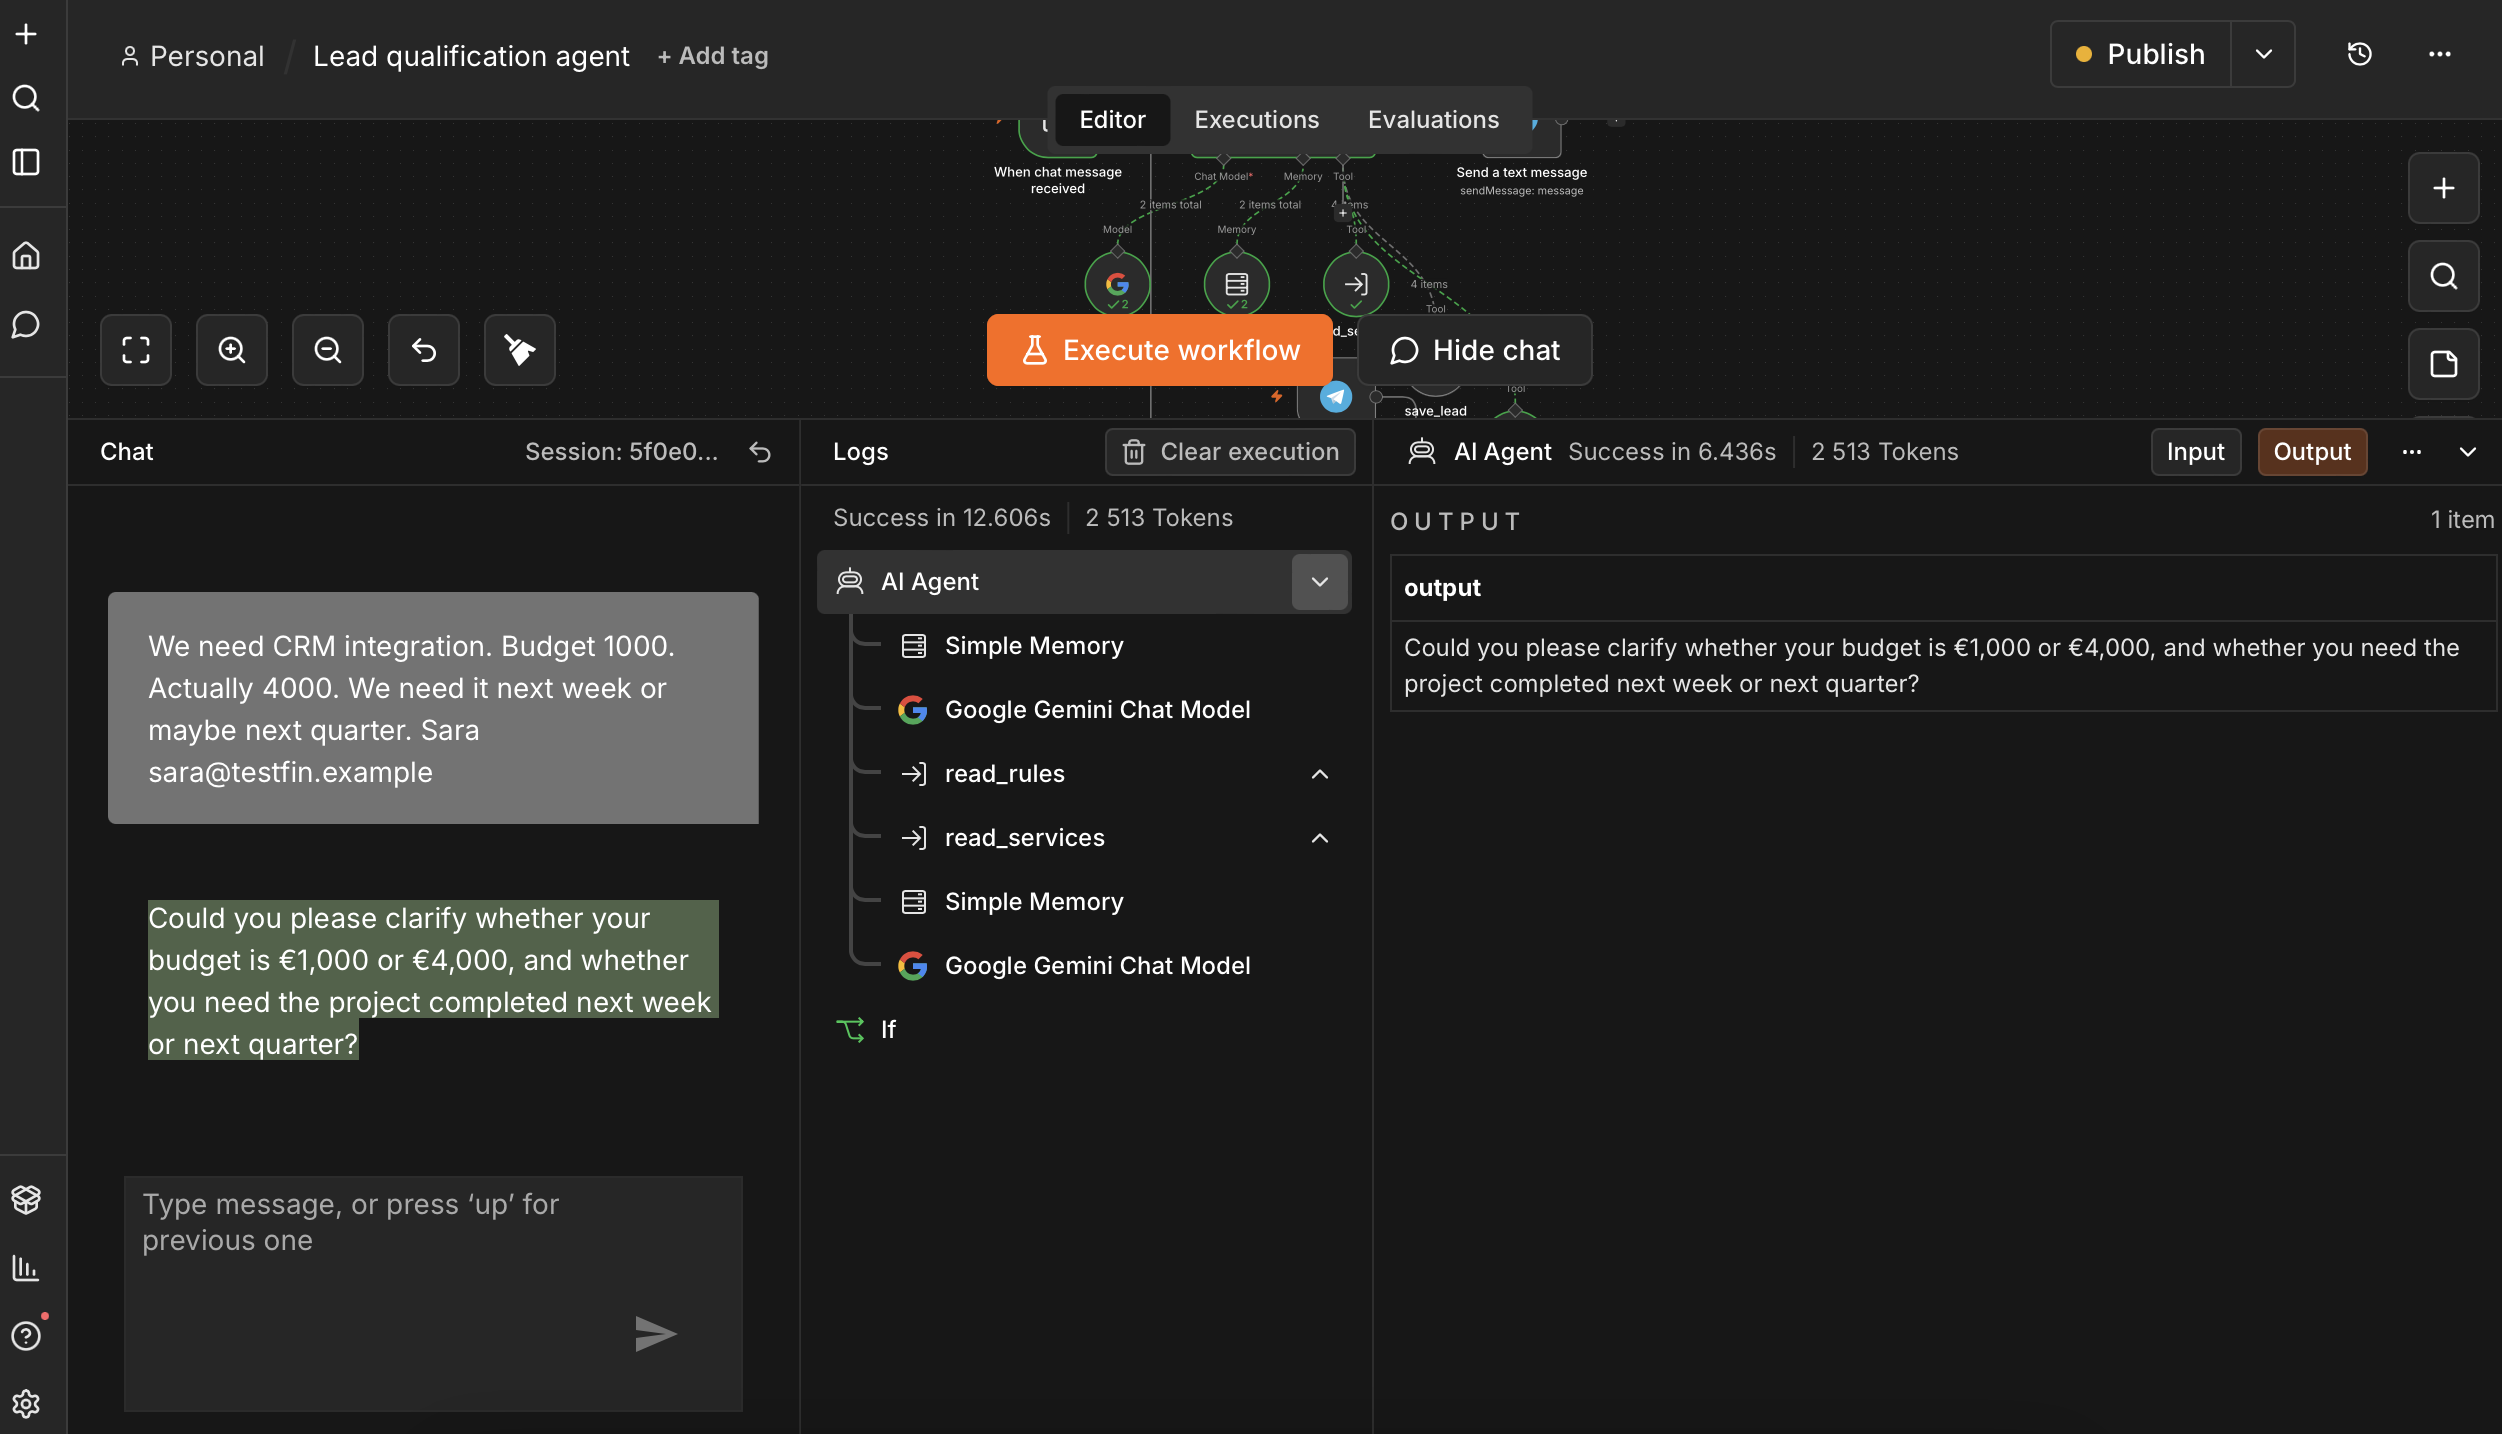 Personal / Lead qualification agent + Add tag
Publish
Editor Executions Evaluations
When chat message
received
Chat Model* Memory Tool
Send a text message
sendMessage: message
2 items total 2 items total
Model Memory Tool
4 items
Tool
2 2
Execute workflow Hide chat
Tool
save_lead
Chat Session: 5f0e0...
We need CRM integration. Budget 1000.
Actually 4000. We need it next week or
maybe next quarter. Sara
sara@testfin.example
Could you please clarify whether your
budget is €1,000 or €4,000, and whether
you need the project completed next week
or next quarter?
Type message, or press ‘up’ for
previous one
Logs Clear execution
Success in 12.606s 2 513 Tokens
AI Agent
Simple Memory
Google Gemini Chat Model
read_rules
read_services
Simple Memory
Google Gemini Chat Model
If
AI Agent Success in 6.436s 2 513 Tokens Input Output
OUTPUT 1 item
output
Could you please clarify whether your budget is €1,000 or €4,000, and whether you need the
project completed next week or next quarter?